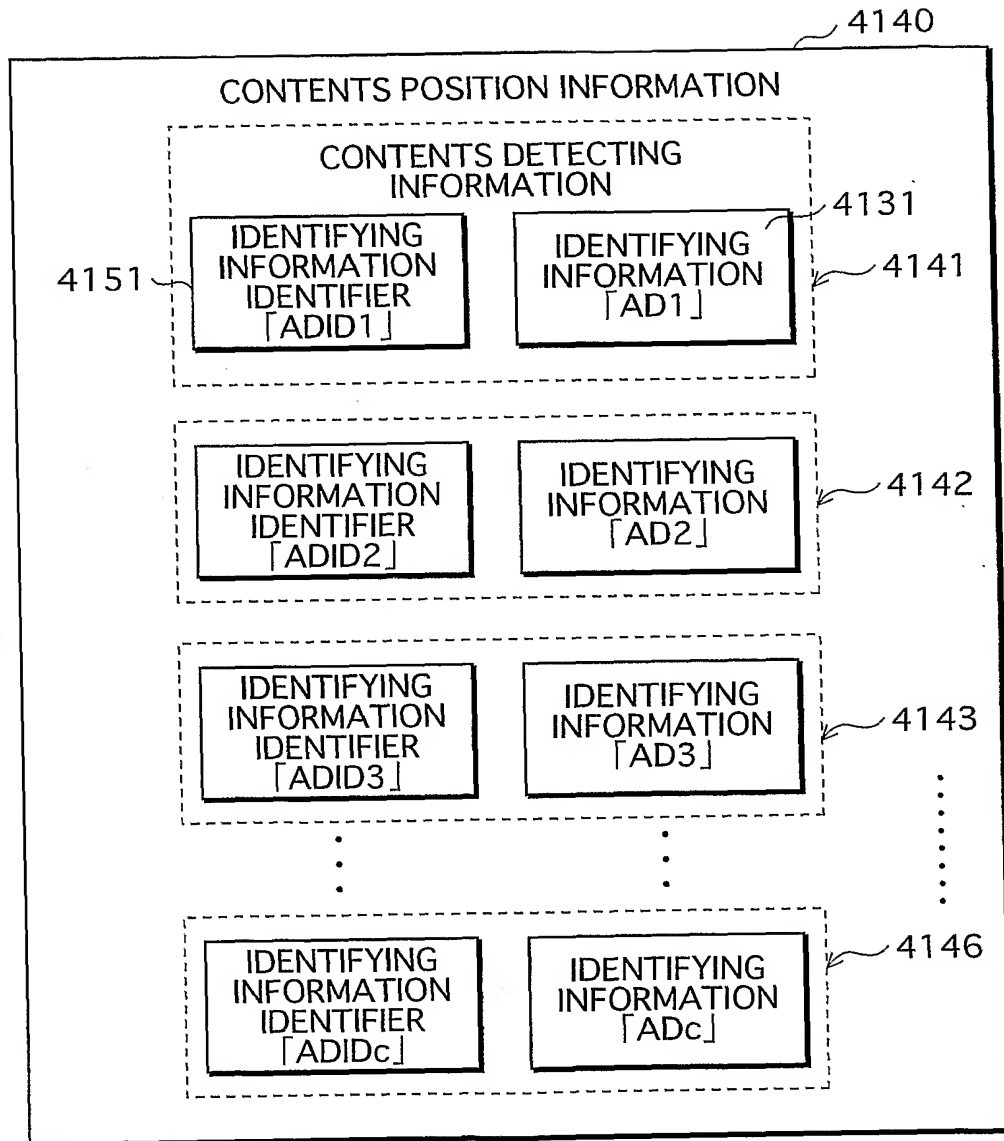 4140
CONTENTS POSITION INFORMATION
CONTENTS DETECTING
INFORMATION
4131
IDENTIFYING
INFORMATION
IDENTIFIER
「ADID1」
IDENTIFYING
INFORMATION
「AD1」
4151
4141
IDENTIFYING
INFORMATION
IDENTIFIER
「ADID2」
IDENTIFYING
INFORMATION
「AD2」
4142
IDENTIFYING
INFORMATION
IDENTIFIER
「ADID3」
IDENTIFYING
INFORMATION
「AD3」
4143
IDENTIFYING
INFORMATION
IDENTIFIER
「ADIDc」
IDENTIFYING
INFORMATION
「ADc」
4146